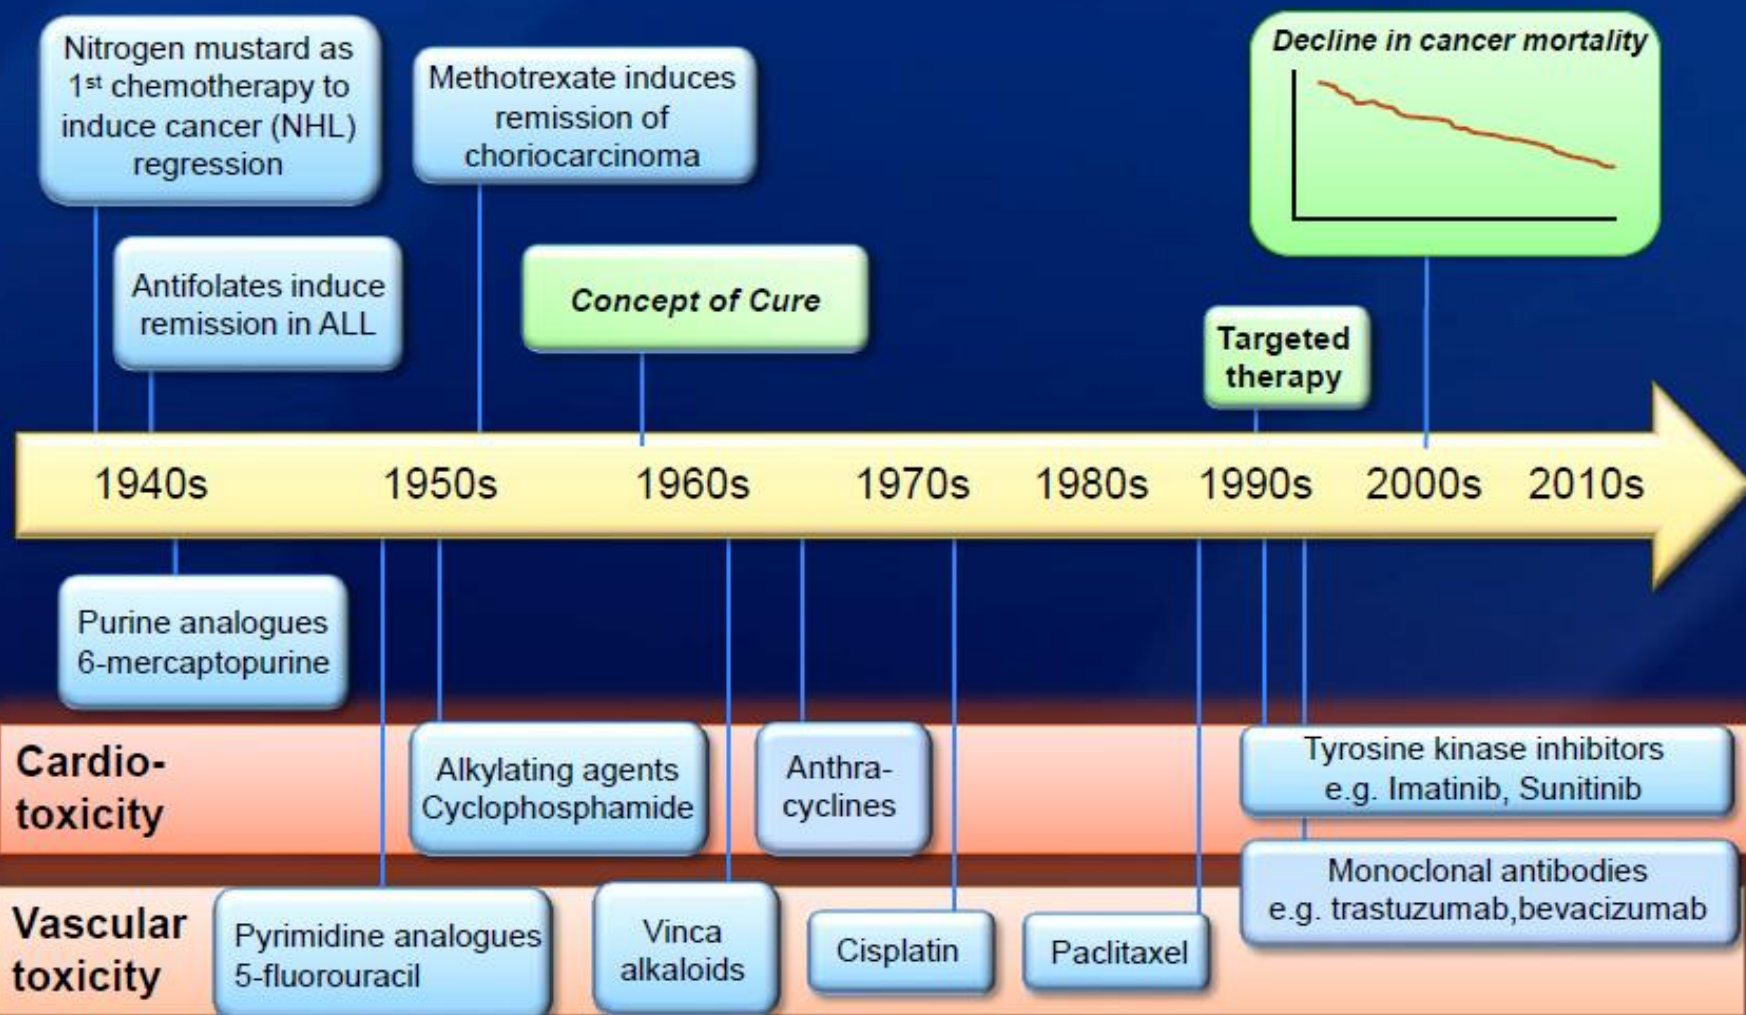 Nitrogen mustard as
1st chemotherapy to
induce cancer (NHL)
regression
Methotrexate induces
remission of
choriocarcinoma
Decline in cancer mortality
Antifolates induce
remission in ALL
Concept of Cure
Targeted
therapy
1940s 1950s 1960s 1970s 1980s 1990s 2000s 2010s
Purine analogues
6-mercaptopurine
Cardio-
toxicity
Alkylating agents
Cyclophosphamide
Anthra-
cyclines
Tyrosine kinase inhibitors
e.g. Imatinib, Sunitinib
Monoclonal antibodies
e.g. trastuzumab,bevacizumab
Vascular
toxicity
Pyrimidine analogues
5-fluorouracil
Vinca
alkaloids
Cisplatin
Paclitaxel